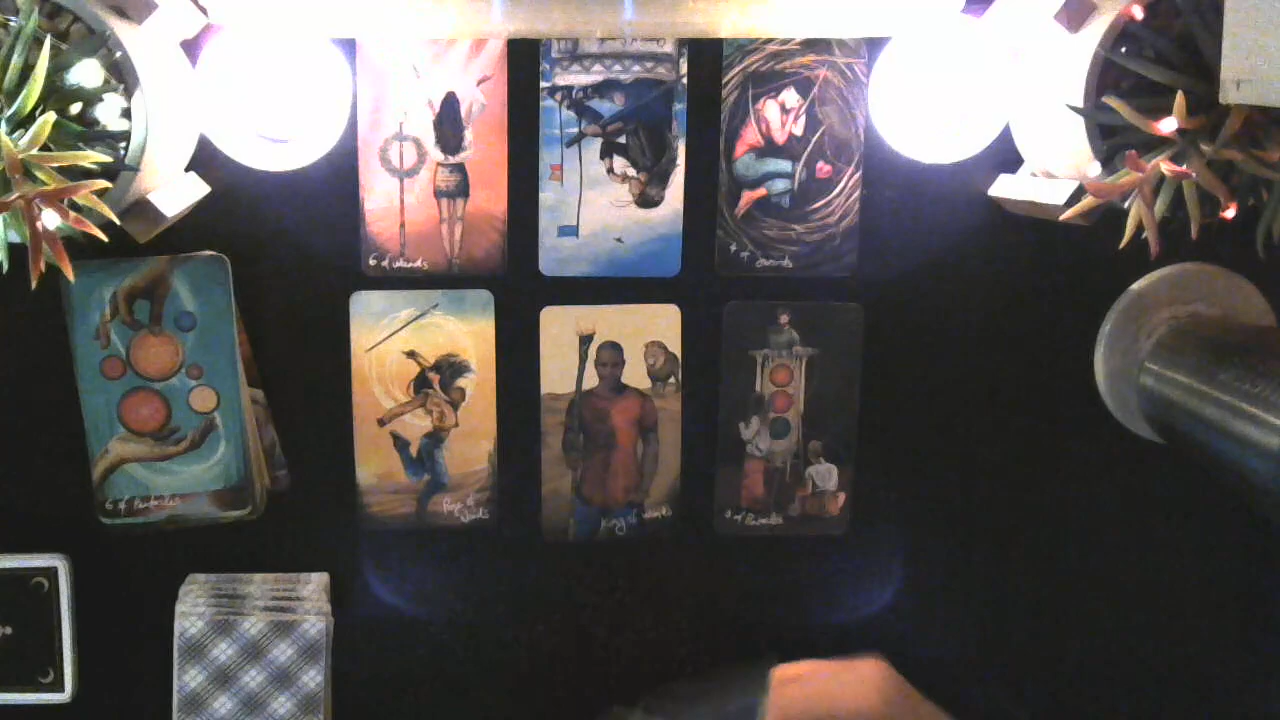 6 of wands
4 of swords
6 of Pentacles
Page of
Wands
King of wands
3 of Pentacles